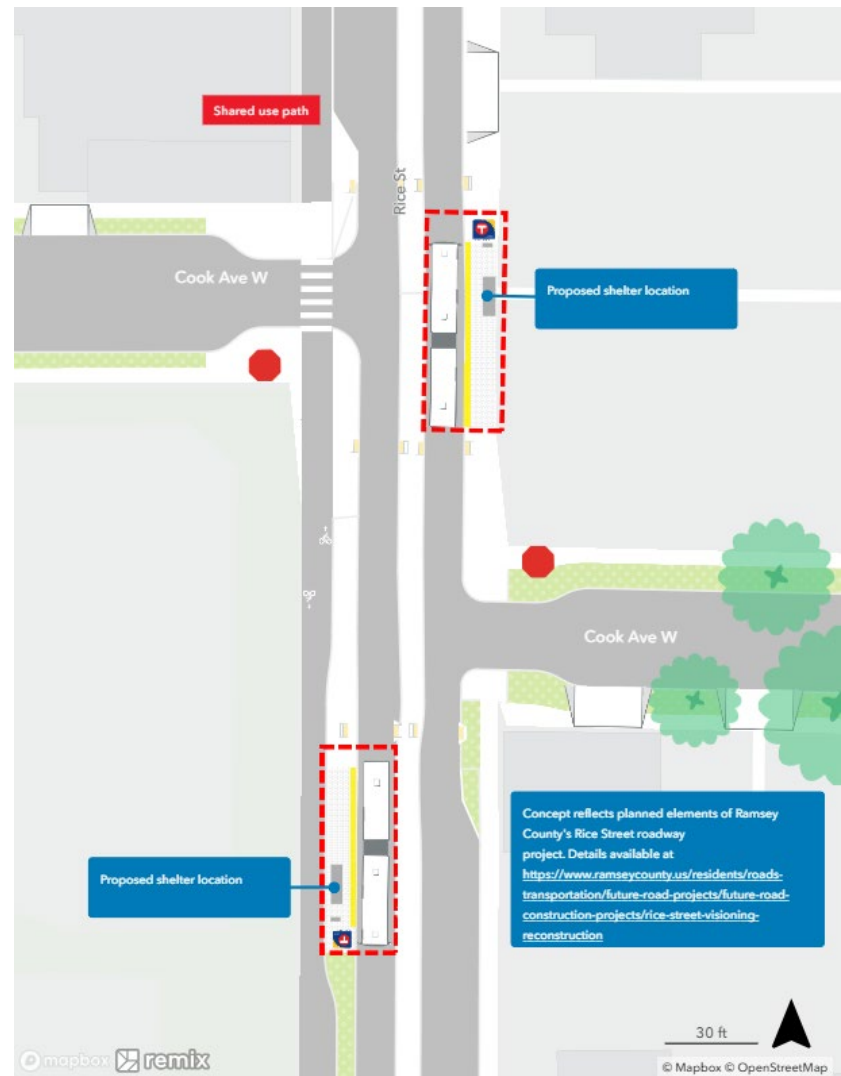 Shared use path
Rice St
Cook Ave W
Proposed shelter location
Cook Ave W
Concept reflects planned elements of Ramsey
County's Rice Street roadway
project. Details available at
https://www.ramseycounty.us/residents/roads-
transportation/future-road-projects/future-road-
construction-projects/rice-street-visioning-
reconstruction
Proposed shelter location
30 ft
mapbox remix
© Mapbox © OpenStreetMap